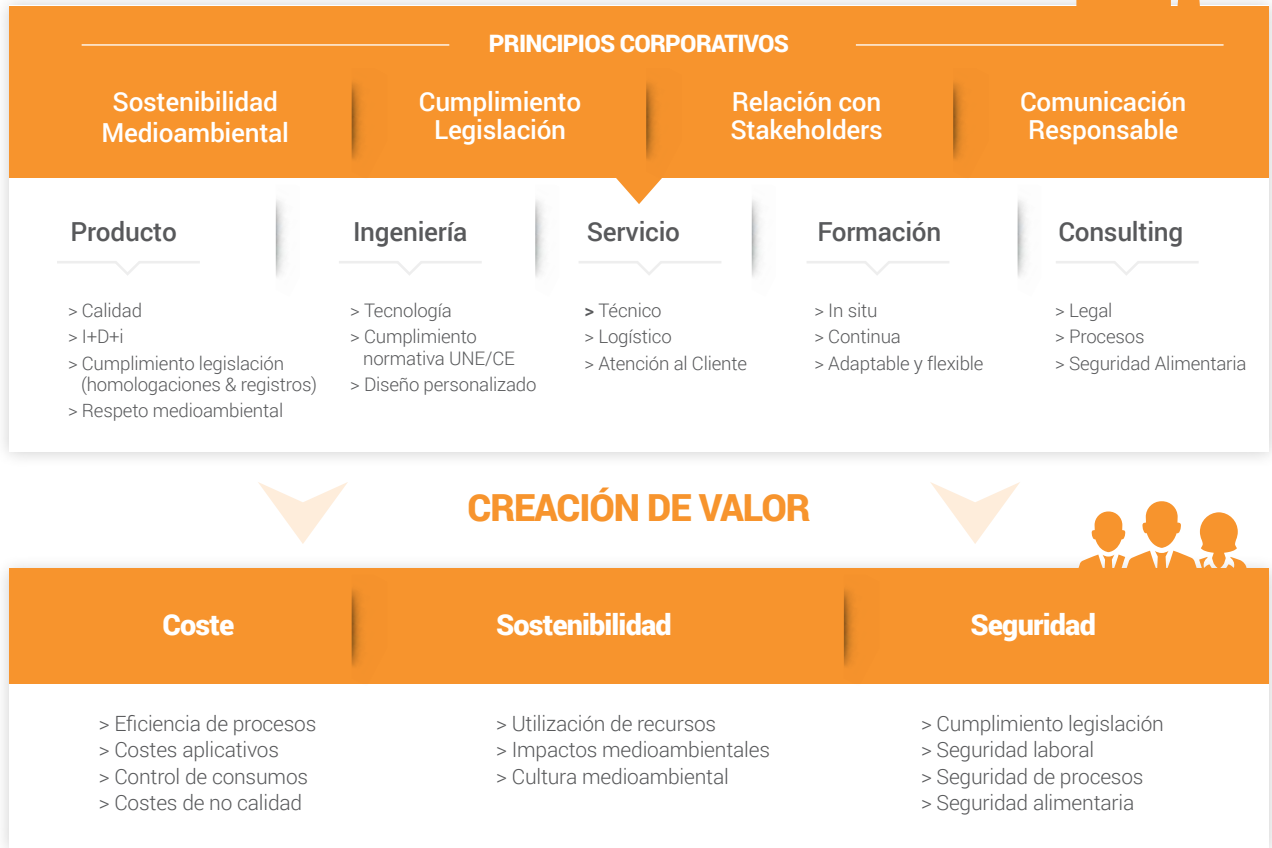 PRINCIPIOS CORPORATIVOS
Sostenibilidad
Medioambiental
Cumplimiento
Legislación
Relación con
Stakeholders
Comunicación
Responsable
Producto
> Calidad
> I+D+i
> Cumplimiento legislación
(homologaciones & registros)
> Respeto medioambiental
Ingeniería
> Tecnología
> Cumplimiento
normativa UNE/CE
> Diseño personalizado
Servicio
> Técnico
> Logístico
> Atención al Cliente
Formación
> In situ
> Continua
> Adaptable y flexible
Consulting
> Legal
> Procesos
> Seguridad Alimentaria
CREACIÓN DE VALOR
Coste
> Eficiencia de procesos
> Costes aplicativos
> Control de consumos
> Costes de no calidad
Sostenibilidad
> Utilización de recursos
> Impactos medioambientales
> Cultura medioambiental
Seguridad
> Cumplimiento legislación
> Seguridad laboral
> Seguridad de procesos
> Seguridad alimentaria